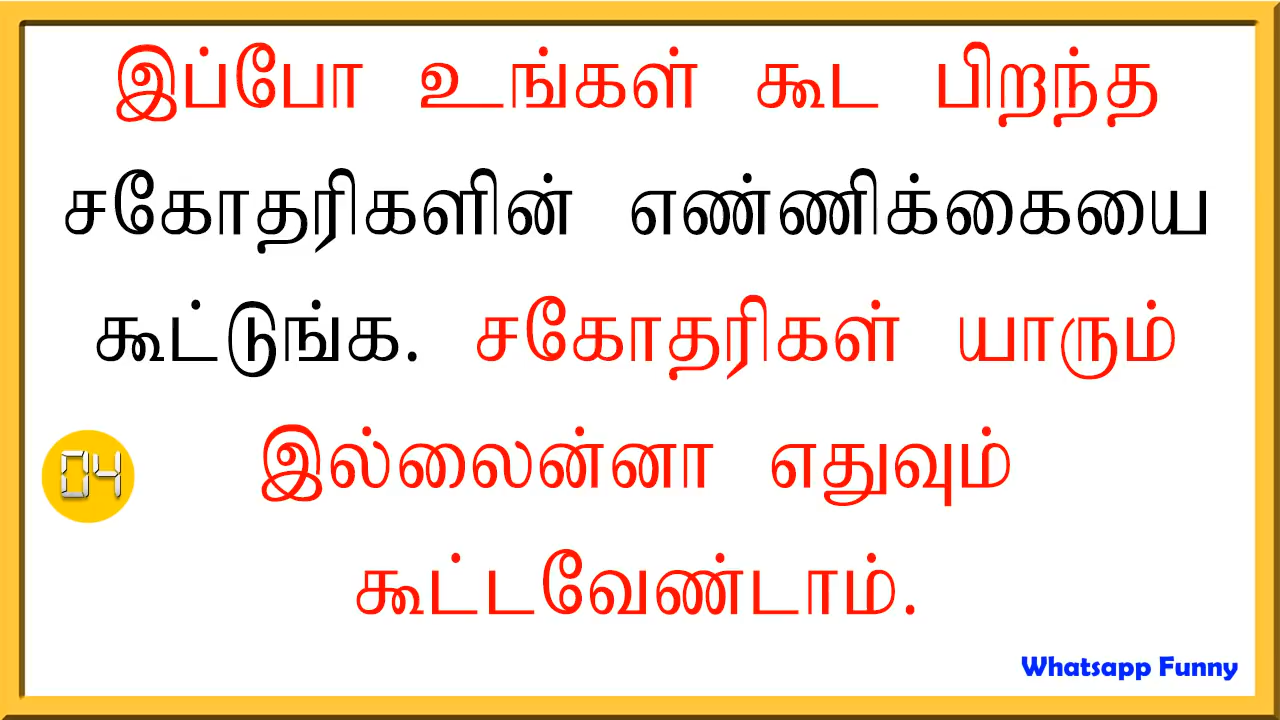 இப்போ உங்கள் கூட பிறந்த
சகோதரிகளின் எண்ணிக்கையை
கூட்டுங்க. சகோதரிகள் யாரும்
இல்லைன்னா எதுவும்
04
கூட்டவேண்டாம்.
Whatsapp Funny